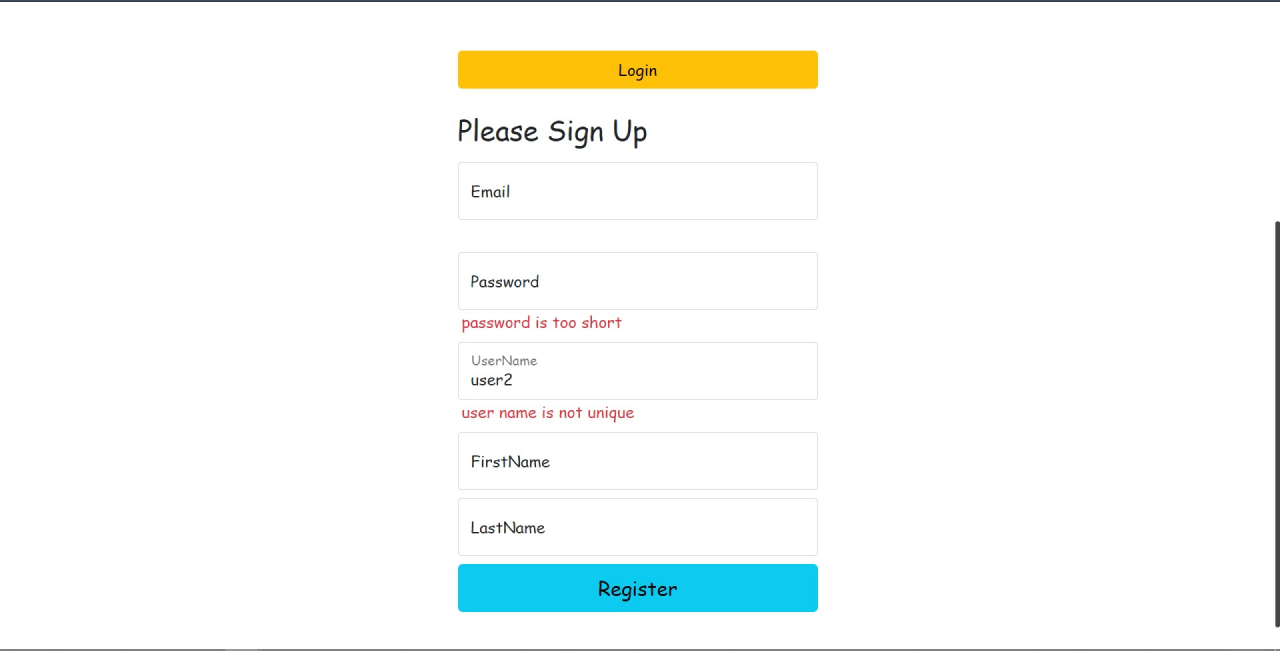 Login
Please Sign Up
Email
Password
password is too short
UserName
user2
user name is not unique
FirstName
LastName
Register